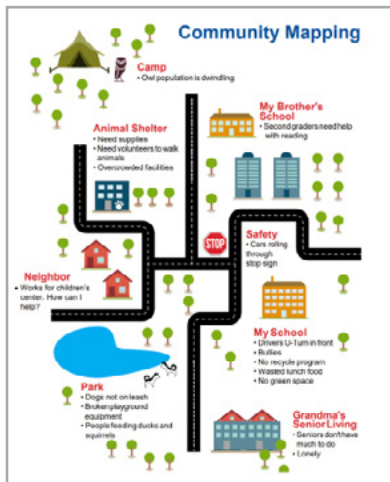 Community Mapping
Camp
• Owl population is dwindling
My Brother's
School
• Second graders need help
with reading
Animal Shelter
• Need supplies
• Need volunteers to walk
animals
• Overcrowded facilities
STOP
Safety
• Cars rolling
through
stop sign
Neighbor
• Works for children's
center. How can I
help?
My School
• Drivers U-Turn in front
• Bullies
• No recycle program
• Wasted lunch food
• No green space
Park
• Dogs not on leash
• Broken playground
equipment
• People feeding ducks and
squirrels
Grandma's
Senior Living
• Seniors don't have
much to do
• Lonely